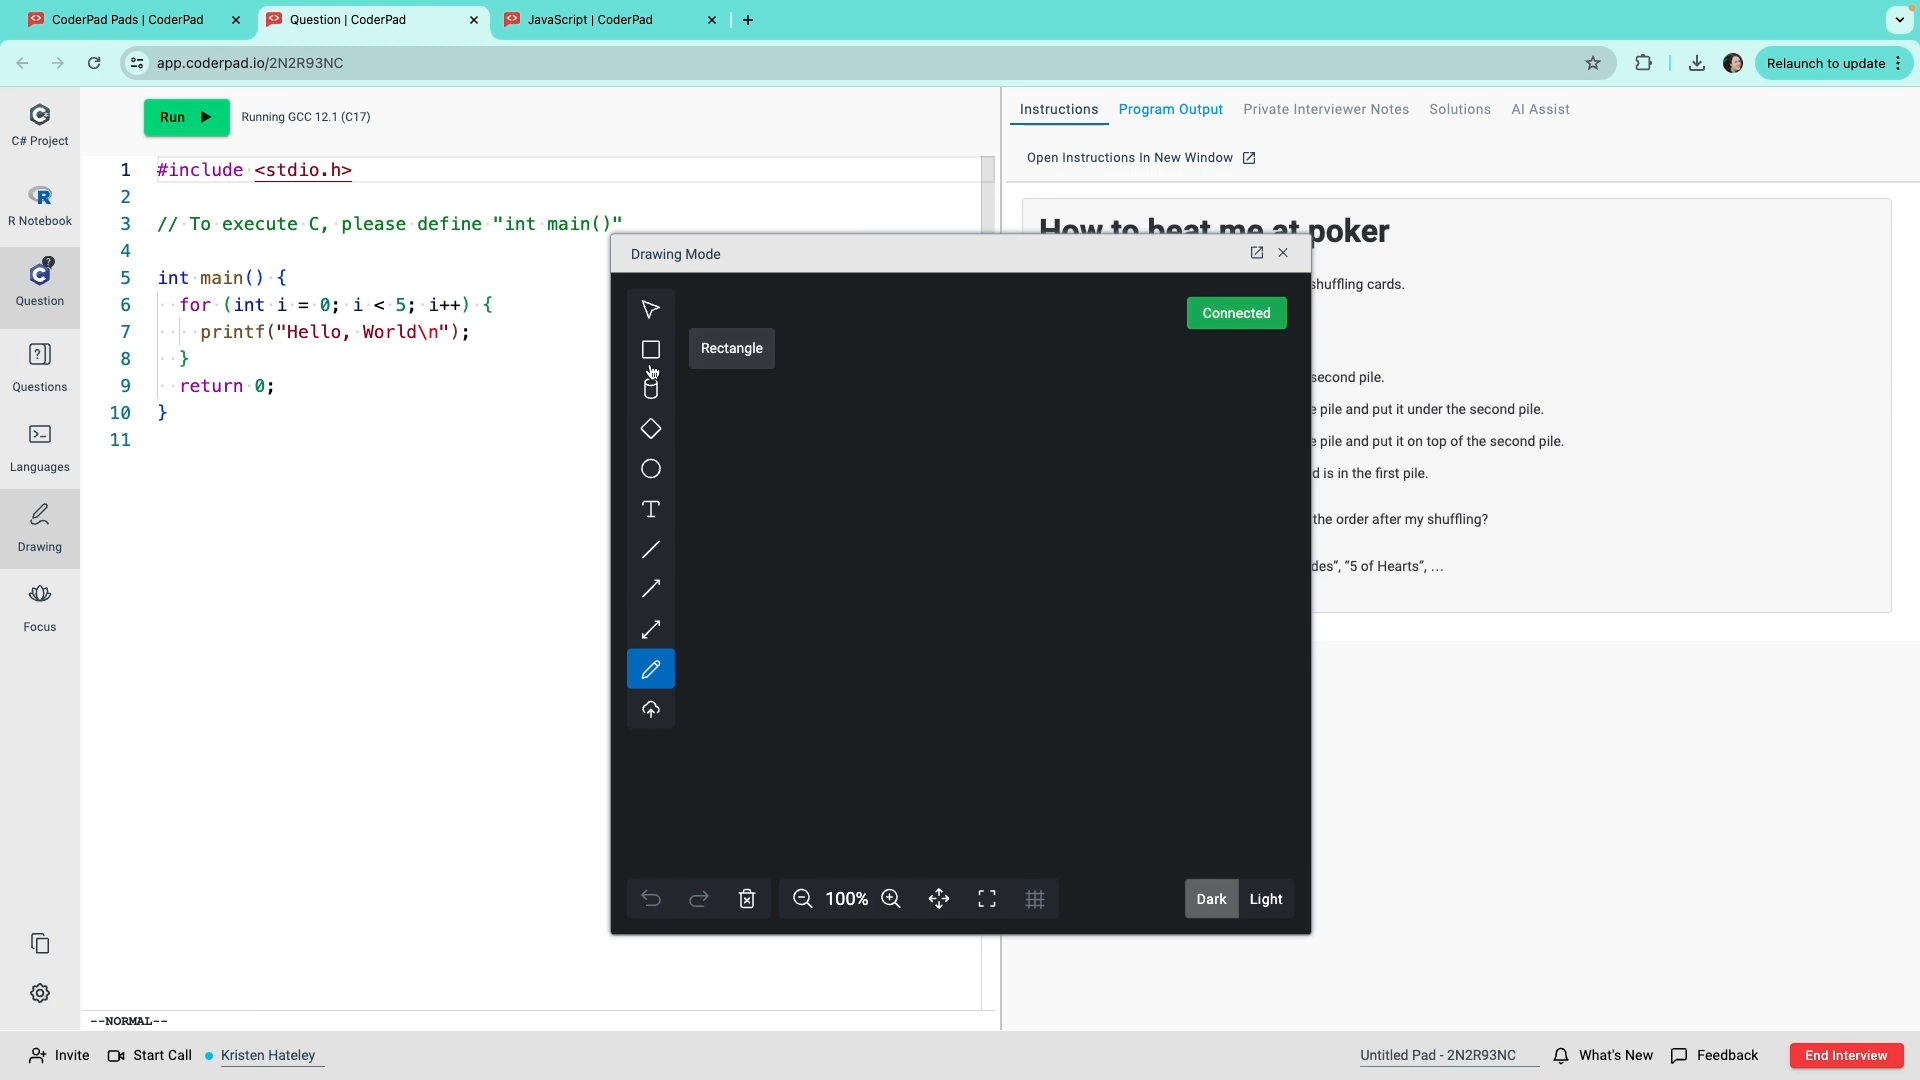 CoderPad Pads | CoderPad
Question | CoderPad
JavaScript | CoderPad
app.coderpad.io/2N2R93NC
Relaunch to update
C# Project
R Notebook
Question
Questions
Languages
Drawing
Focus
Run
Running GCC 12.1 (C17)
1 #include <stdio.h>
2
3 // To execute C, please define "int main()"
4
5 int main() {
6 for (int i = 0; i < 5; i++) {
7 printf("Hello, World\n");
8 }
9 return 0;
10 }
11
--NORMAL--
Instructions Program Output Private Interviewer Notes Solutions AI Assist
Open Instructions In New Window
How to beat me at poker
shuffling cards.
second pile.
pile and put it under the second pile.
pile and put it on top of the second pile.
is in the first pile.
the order after my shuffling?
"5 of Hearts", ...
Drawing Mode
Connected
Rectangle
100%
Dark Light
Invite Start Call Kristen Hateley
Untitled Pad - 2N2R93NC What's New Feedback End Interview